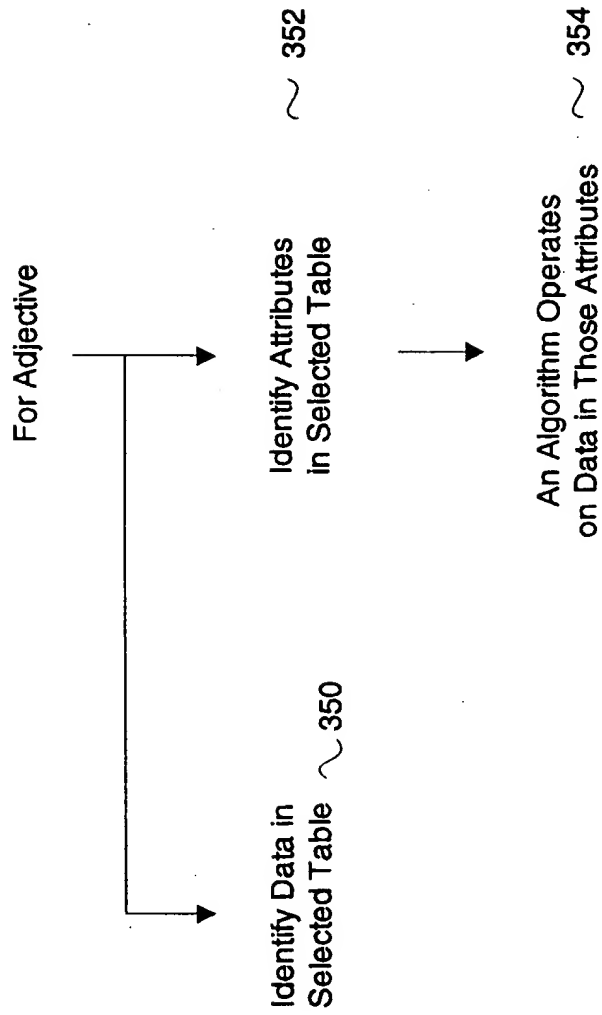 For Adjective
Identify Data in
Selected Table ~350
Identify Attributes
in Selected Table ~ 352
An Algorithm Operates
on Data in Those Attributes ~ 354